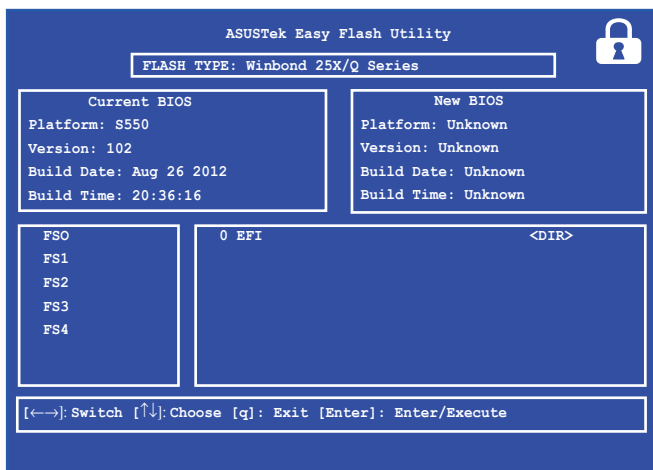 ASUSTek Easy Flash Utility
FLASH TYPE: Winbond 25X/Q Series
Current BIOS
Platform: S550
Version: 102
Build Date: Aug 26 2012
Build Time: 20:36:16
New BIOS
Platform: Unknown
Version: Unknown
Build Date: Unknown
Build Time: Unknown
FSO
FS1
FS2
FS3
FS4
0 EFI <DIR>
[←→]: Switch [↑↓]: Choose [q]: Exit [Enter]: Enter/Execute